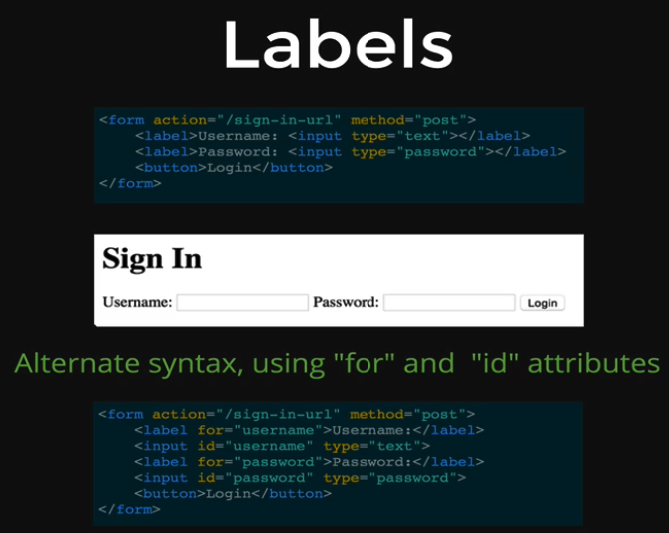 Labels
<form action="/sign-in-url" method="post">
    <label>Username: <input type="text"></label>
    <label>Password: <input type="password"></label>
    <button>Login</button>
</form>
Sign In
Username: Password: Login
Alternate syntax, using "for" and "id" attributes
<form action="/sign-in-url" method="post">
    <label for="username">Username:</label>
    <input id="username" type="text">
    <label for="password">Password:</label>
    <input id="password" type="password">
    <button>Login</button>
</form>